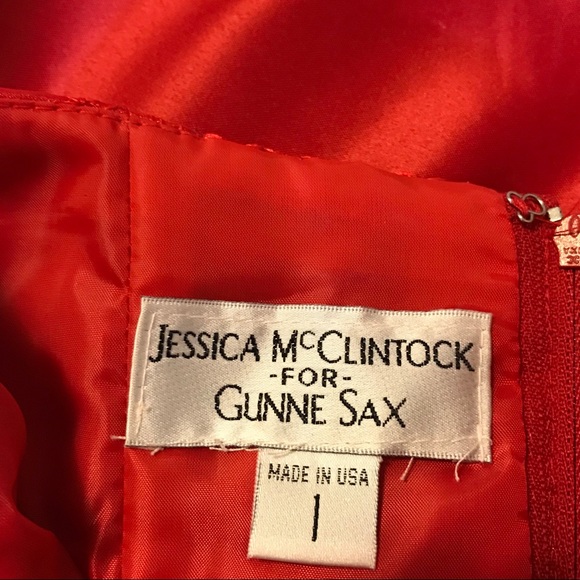 JESSICA McCLINTOCK
-FOR-
GUNNE SAX
MADE IN USA
1